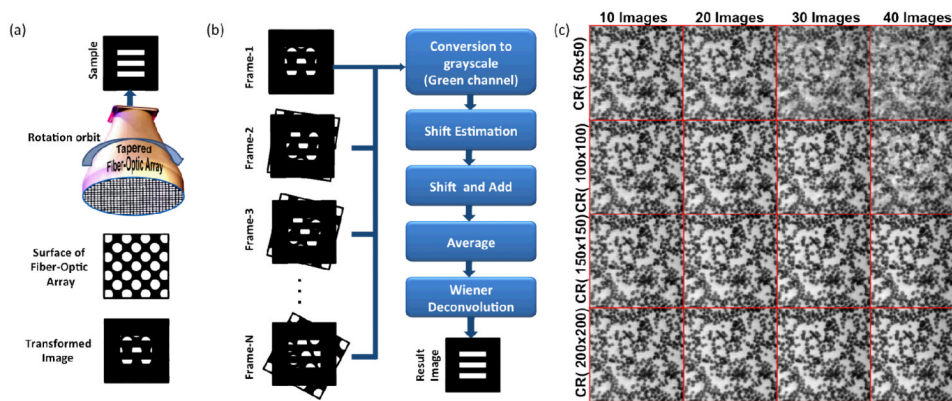 (a)
Sample
Rotation orbit
Tapered
Fiber-Optic Array
Surface of
Fiber-Optic
Array
Transformed
Image
(b)
Frame-1
Frame-2
Frame-3
Frame-N
Conversion to
grayscale
(Green channel)
Shift Estimation
Shift and Add
Average
Wiener
Deconvolution
Result
Image
(c)
10 Images
20 Images
30 Images
40 Images
CR( 50x50)
CR( 100x100)
CR( 150x150)
CR( 200x200)